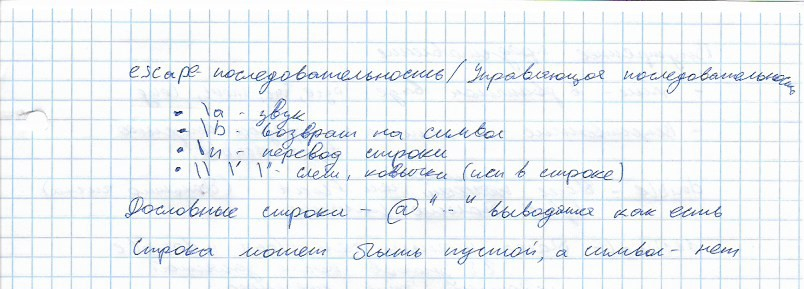 escape-последовательность/Управляющая последовательность
• \a - звук
• \b - возврат на символ
• \n - перевод строки
• \\ \' \" - слеш, кавычки (исп в строке)
Дословные строки - @"..." выводятся как есть
Строка может быть пустой, а символ - нет